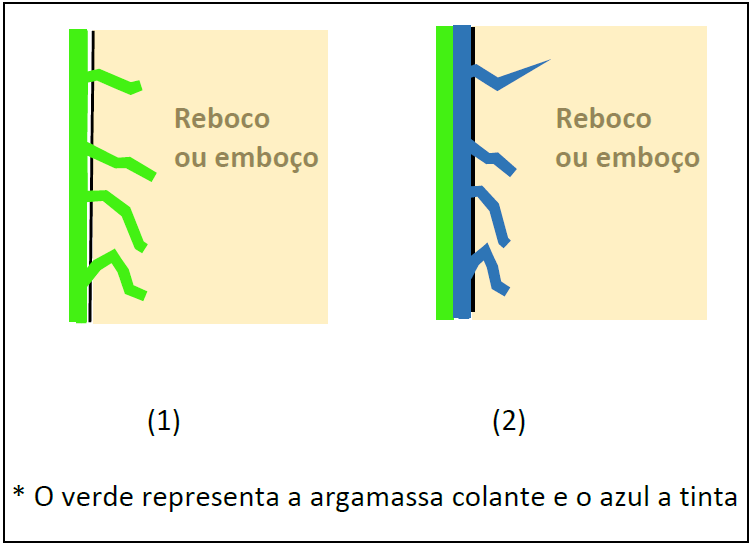 Reboco
ou emboço
Reboco
ou emboço
(1)
(2)
* O verde representa a argamassa colante e o azul a tinta